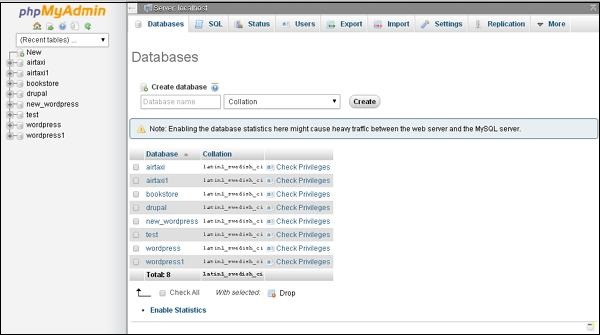 phpMyAdmin
(Recent tables) ...
New
airtaxi
airtaxi1
bookstore
drupal
new_wordpress
test
wordpress
wordpress1
Server: localhost
Databases SQL Status Users Export Import Settings Replication More
Databases
Create database
Database name Collation Create
Note: Enabling the database statistics here might cause heavy traffic between the web server and the MySQL server.
Database Collation
airtaxi latin1_swedish_ci Check Privileges
airtaxi1 latin1_swedish_ci Check Privileges
bookstore latin1_swedish_ci Check Privileges
drupal latin1_swedish_ci Check Privileges
new_wordpress latin1_swedish_ci Check Privileges
test latin1_swedish_ci Check Privileges
wordpress latin1_swedish_ci Check Privileges
wordpress1 latin1_swedish_ci Check Privileges
Total: 8 latin1_swedish_ci
Check All With selected: Drop
Enable Statistics